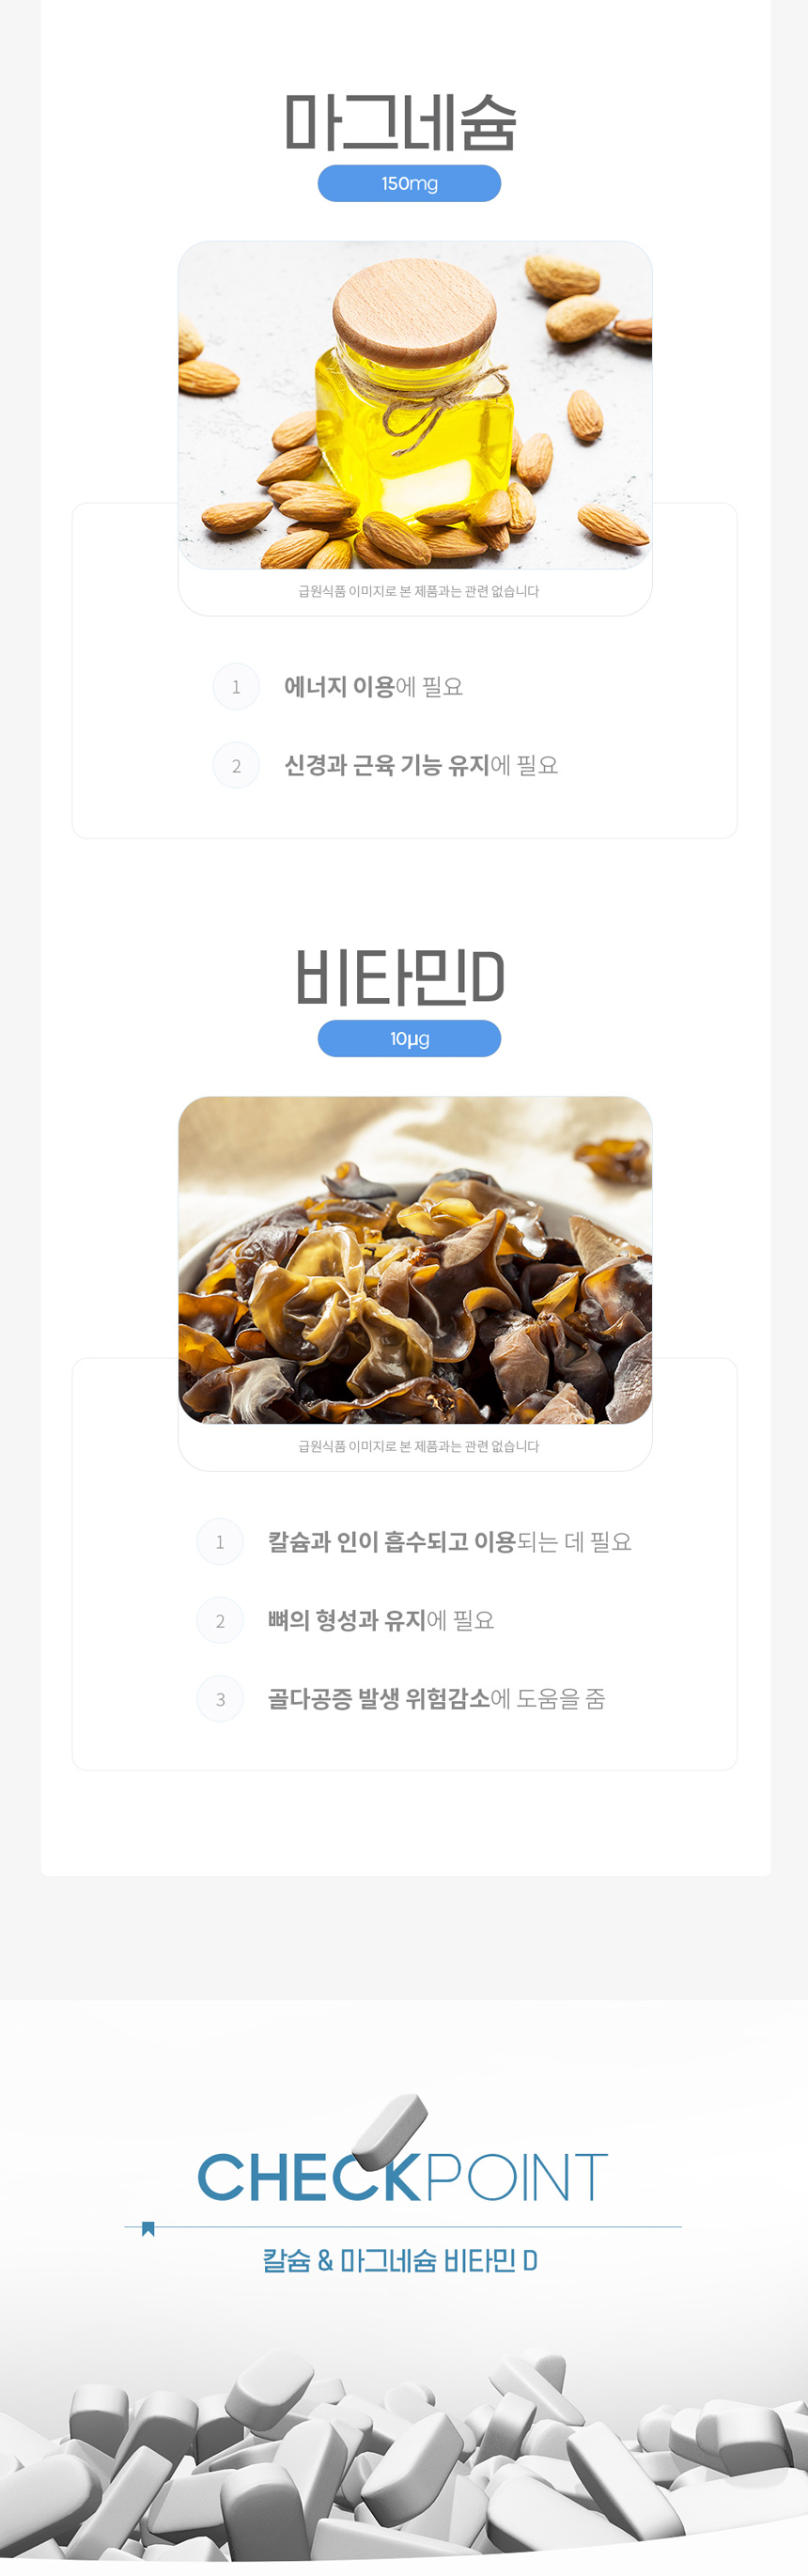 마그네슘
150mg
급원식품 이미지로 본 제품과는 관련 없습니다
1 에너지 이용에 필요
2 신경과 근육 기능 유지에 필요
비타민D
10µg
급원식품 이미지로 본 제품과는 관련 없습니다
1 칼슘과 인이 흡수되고 이용되는 데 필요
2 뼈의 형성과 유지에 필요
3 골다공증 발생 위험감소에 도움을 줌
CHECKPOINT
칼슘 & 마그네슘 비타민 D